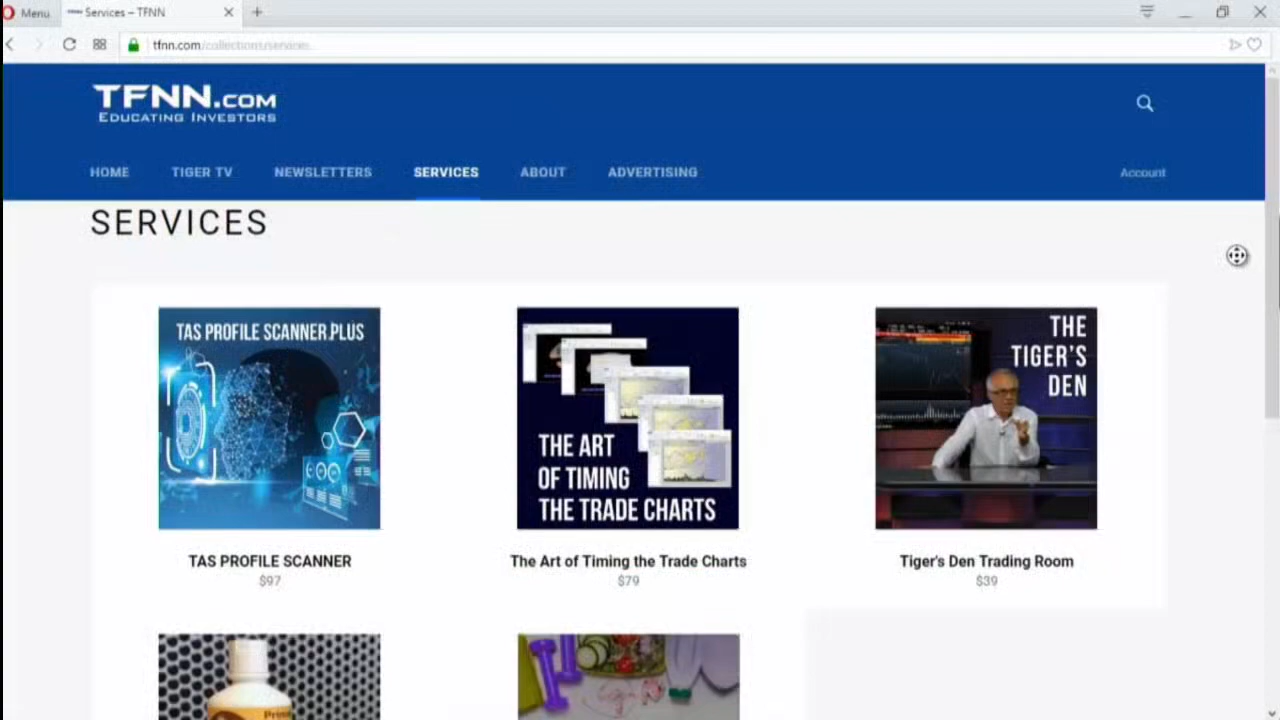 Menu
Services – TFNN
tfnn.com/collections/services
TFNN.COM
EDUCATING INVESTORS
HOME TIGER TV NEWSLETTERS SERVICES ABOUT ADVERTISING Account
SERVICES
TAS PROFILE SCANNER PLUS
THE ART
OF TIMING
THE TRADE CHARTS
THE
TIGER'S
DEN
TAS PROFILE SCANNER
$97
The Art of Timing the Trade Charts
$79
Tiger's Den Trading Room
$39